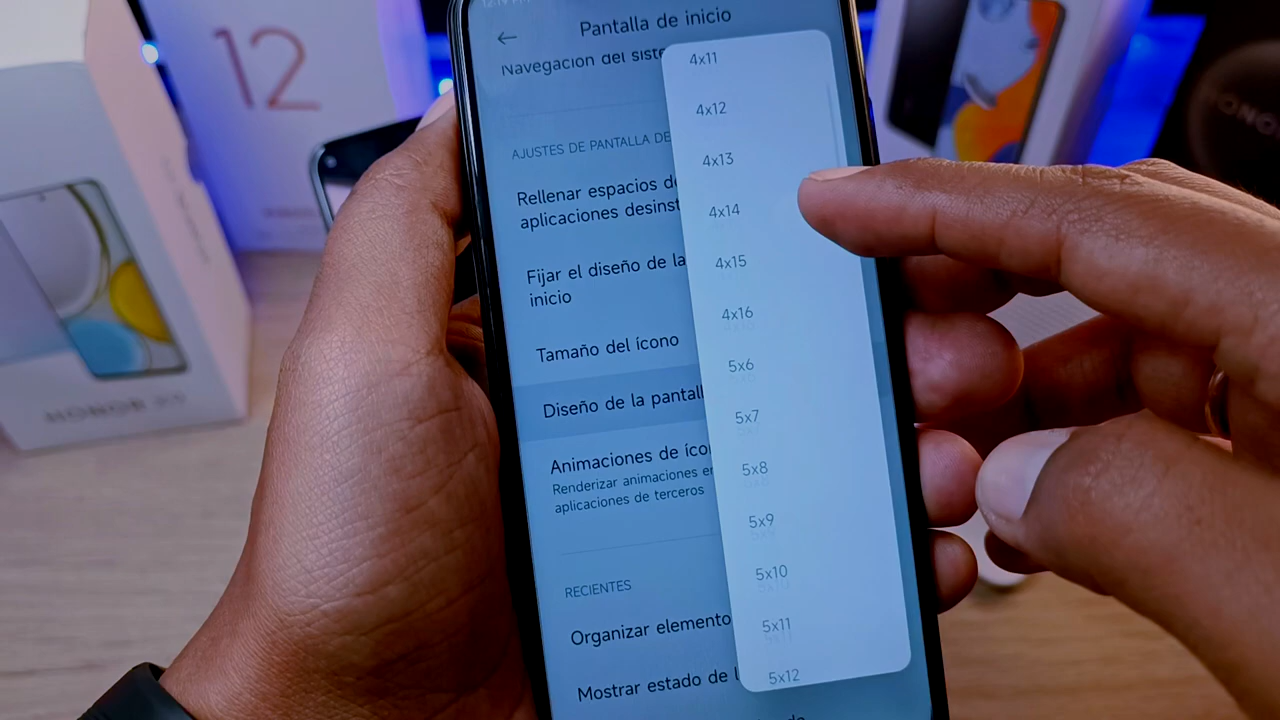 Pantalla de inicio
Navegación del siste
AJUSTES DE PANTALLA DE
Rellenar espacios d
aplicaciones desinst
Fijar el diseño de la
inicio
Tamaño del ícono
Diseño de la pantall
Animaciones de íco
Renderizar animaciones en
aplicaciones de terceros
RECIENTES
Organizar elemento
Mostrar estado de l
4x11
4x12
4x13
4x14
4x15
4x16
5x6
5x7
5x8
5x9
5x10
5x11
5x12
12
HONOR